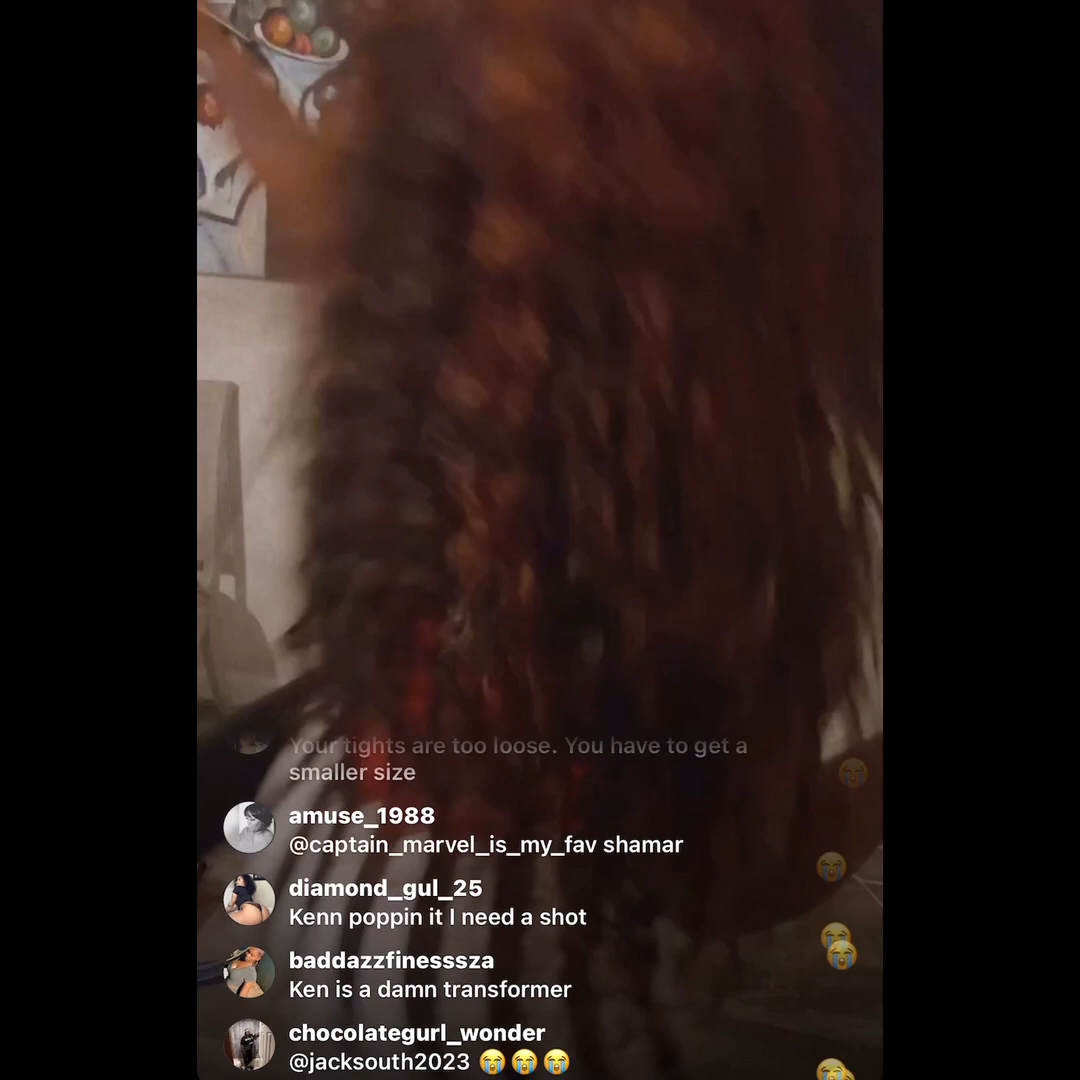 Your tights are too loose. You have to get a
smaller size
amuse_1988
@captain_marvel_is_my_fav shamar
diamond_gul_25
Kenn poppin it I need a shot
baddazzfinesssza
Ken is a damn transformer
chocolategurl_wonder
@jacksouth2023 😭😭😭